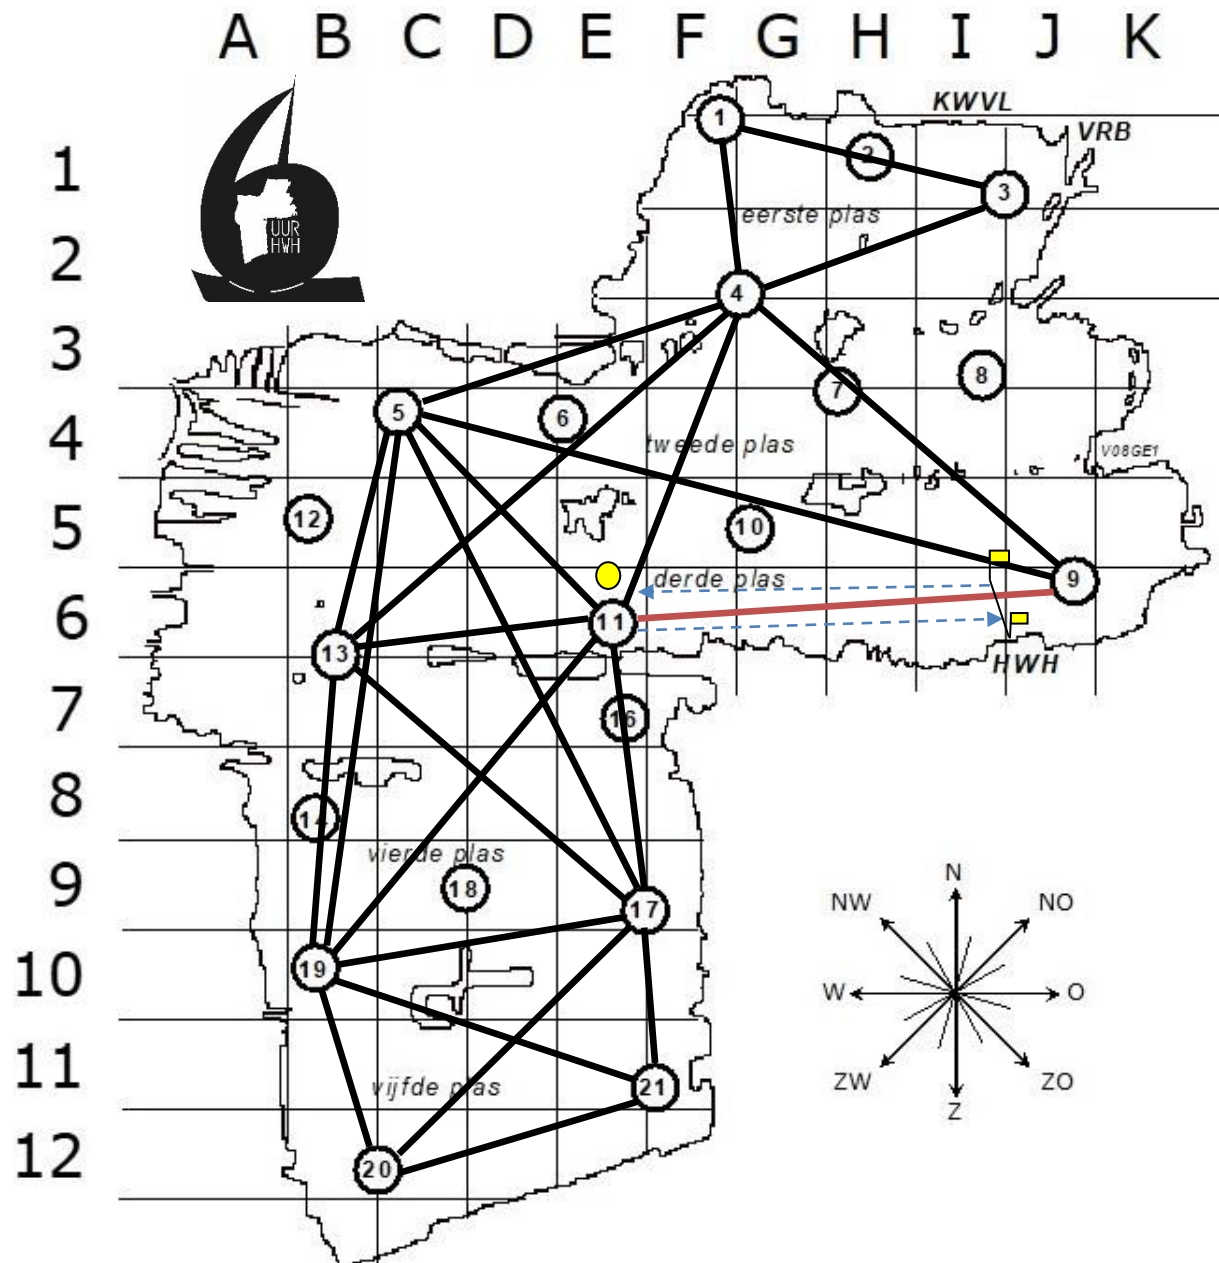 A B C D E F G H I J K
KWVL
1
VRB
2
1
3
UUR
HWH
eerste plas
2
4
3
8
7
5
6
4
tweede plas
V08GE1
12
10
5
derde plas
9
11
6
13
HWH
7
16
8
14
vierde plas
18
9
17
N
NW
NO
19
10
W
O
ZW
ZO
Z
11
vijfde plas
21
12
20